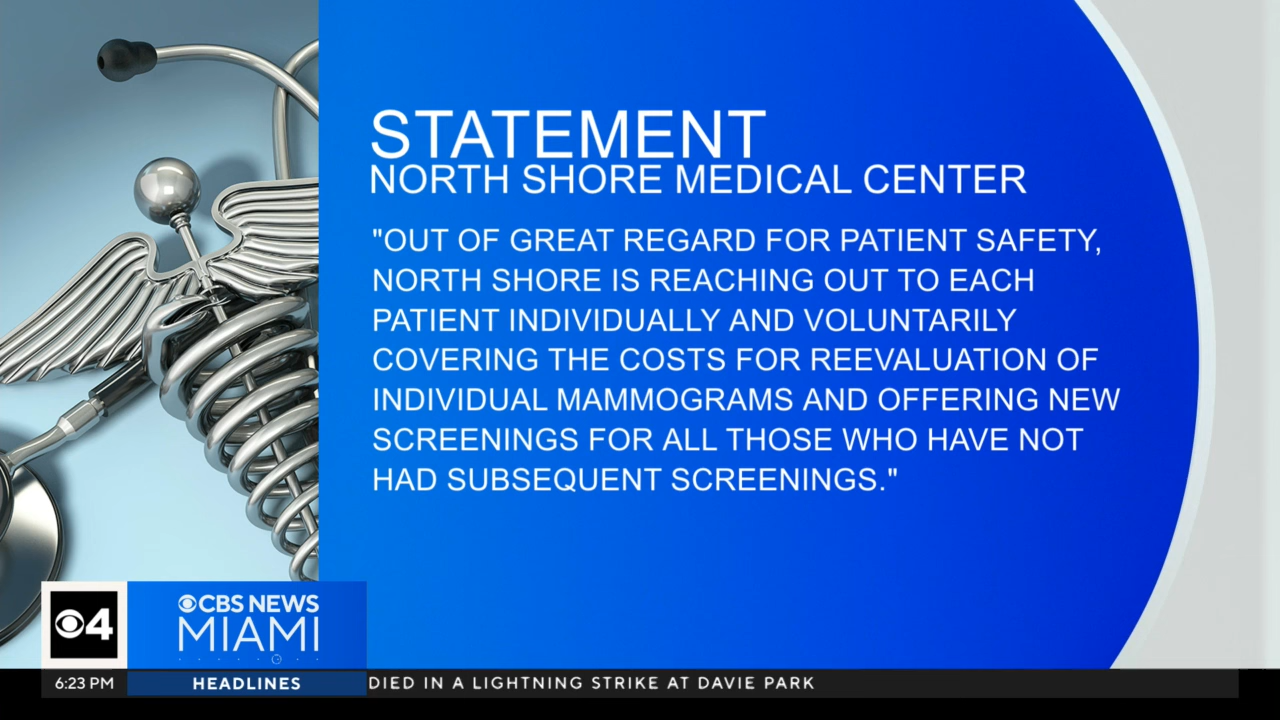 STATEMENT
NORTH SHORE MEDICAL CENTER
"OUT OF GREAT REGARD FOR PATIENT SAFETY,
NORTH SHORE IS REACHING OUT TO EACH
PATIENT INDIVIDUALLY AND VOLUNTARILY
COVERING THE COSTS FOR REEVALUATION OF
INDIVIDUAL MAMMOGRAMS AND OFFERING NEW
SCREENINGS FOR ALL THOSE WHO HAVE NOT
HAD SUBSEQUENT SCREENINGS."
4
CBS NEWS
MIAMI
6:23 PM
HEADLINES
DIED IN A LIGHTNING STRIKE AT DAVIE PARK